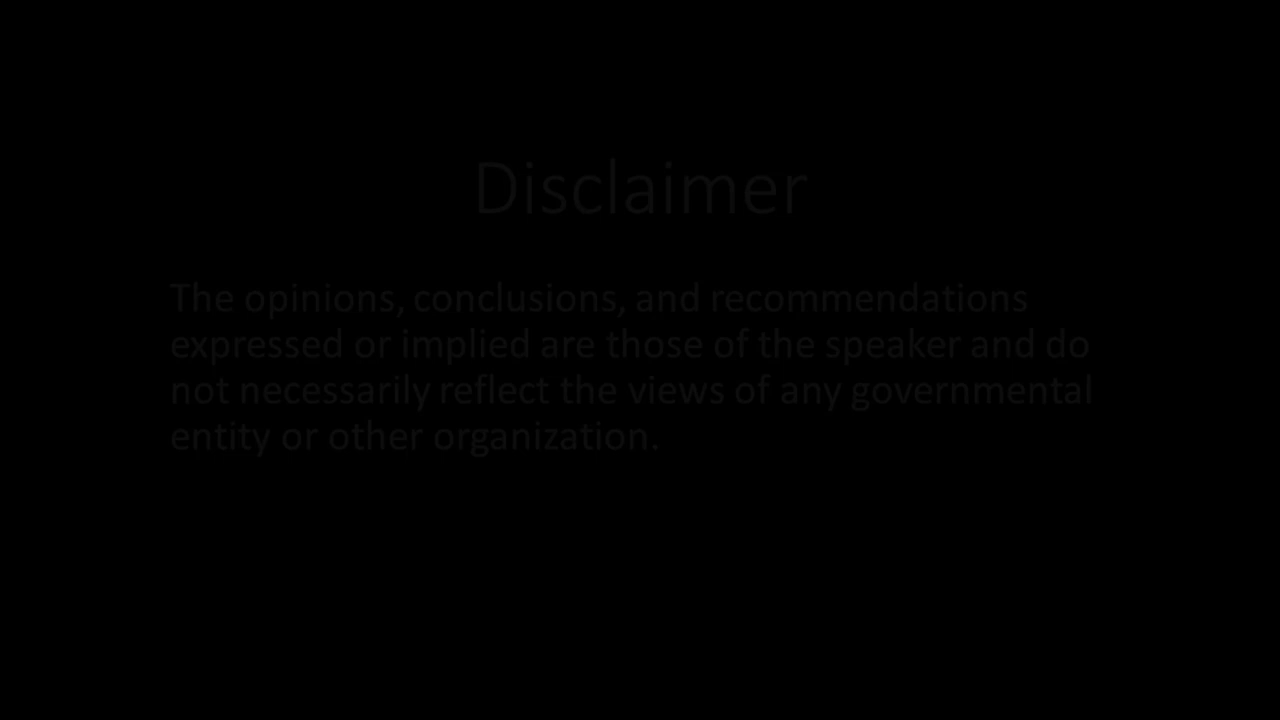 Disclaimer
The opinions, conclusions, and recommendations
expressed or implied are those of the speaker and do
not necessarily reflect the views of any governmental
entity or other organization.